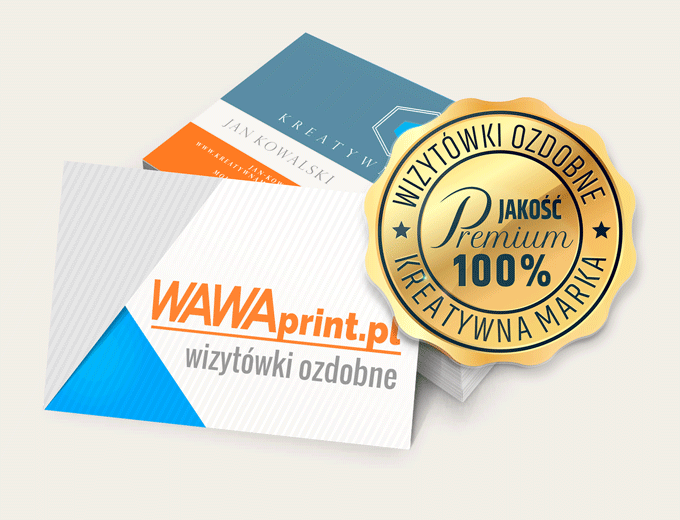 KREATYW
JAN KOWALSKI
WAWAprint.pl
wizytówki ozdobne
WIZYTÓWKI OZDOBNE
JAKOŚĆ
Premium
100%
KREATYWNA MARKA